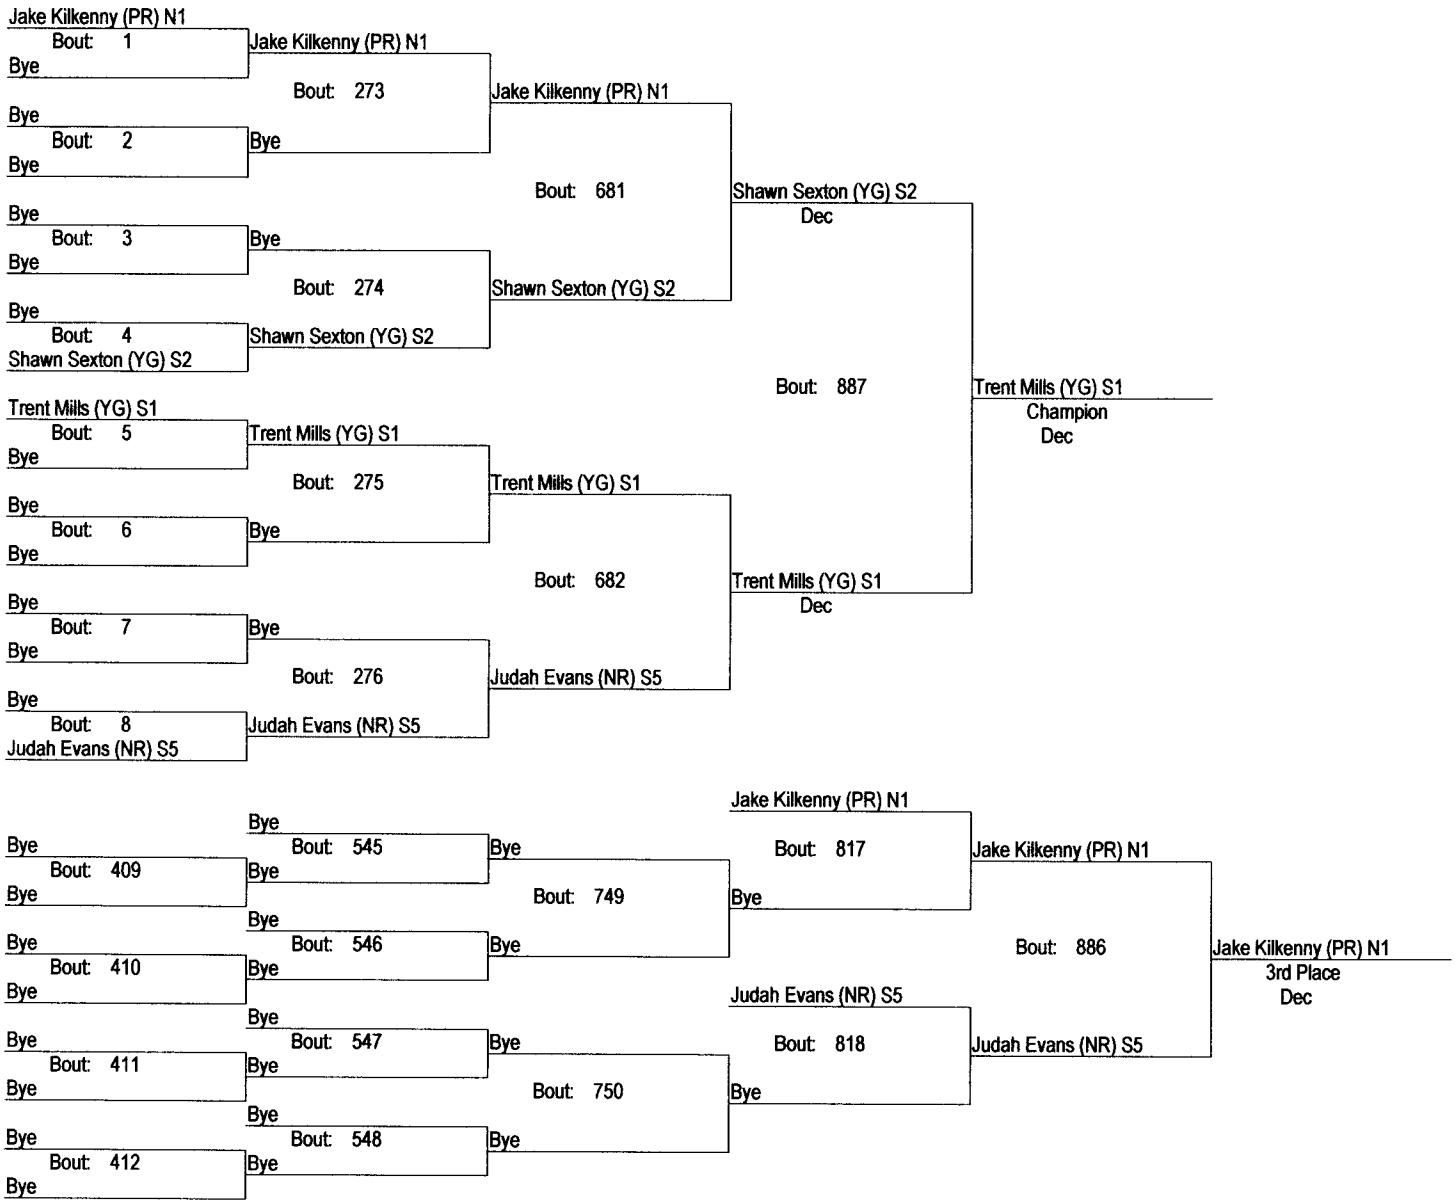 Jake Kilkenny (PR) N1
Bout: 1
Jake Kilkenny (PR) N1
Bye
Bout: 273
Jake Kilkenny (PR) N1
Bye
Bout: 2
Bye
Bye
Bout: 681
Shawn Sexton (YG) S2
Dec
Bye
Bout: 3
Bye
Bye
Bout: 274
Shawn Sexton (YG) S2
Bye
Bout: 4
Shawn Sexton (YG) S2
Shawn Sexton (YG) S2
Bout: 887
Trent Mills (YG) S1
Champion
Dec
Trent Mills (YG) S1
Bout: 5
Trent Mills (YG) S1
Bye
Bout: 275
Trent Mills (YG) S1
Bye
Bout: 6
Bye
Bye
Bout: 682
Trent Mills (YG) S1
Dec
Bye
Bout: 7
Bye
Bye
Bout: 276
Judah Evans (NR) S5
Bye
Bout: 8
Judah Evans (NR) S5
Judah Evans (NR) S5
Jake Kilkenny (PR) N1
Bye
Bout: 545
Bye
Bout: 817
Jake Kilkenny (PR) N1
Bye
Bout: 409
Bye
Bye
Bout: 749
Bye
Bye
Bout: 546
Bye
Bye
Bout: 410
Bye
Bye
Bout: 886
Jake Kilkenny (PR) N1
3rd Place
Dec
Judah Evans (NR) S5
Bye
Bout: 547
Bye
Bout: 818
Judah Evans (NR) S5
Bye
Bout: 411
Bye
Bye
Bout: 750
Bye
Bye
Bout: 548
Bye
Bye
Bout: 412
Bye
Bye